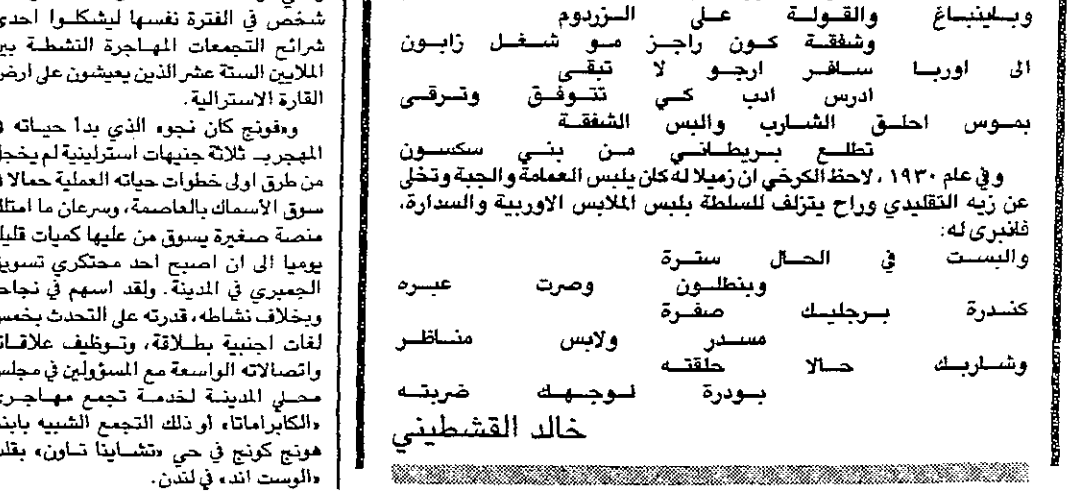 وبلينباغ والقولة على الزردوم
وشفقة كون راجز مو شغل زابون
الى اوربا سافر ارجو لا تبقى
ادرس ادب كي تتوفق وترقى
بموس احلق الشارب والبس الشفقة
تطلع بريطاني من بني سكسون
وفي عام ١٩٣٠، لاحظ الكرخي ان زميلا له كان يلبس العمامة والجبة وتخلى
عن زيه التقليدي وراح يتزلف للسلطة بلبس الملابس الاوربية والسدارة.
فانبرى له:
والبست في الحال سترة
وبنطلون وصرت عبره
كندرة برجليك صفرة
مسدر ولابس مناظر
وشاربك حالا حلقته
بودرة لوجهك ضربته
خالد القشطيني
شخص في الفترة نفسها ليشكلوا احدى
شرائح التجمعات المهاجرة النشطة بين
الملايين الستة عشر الذين يعيشون على ارض
القارة الاسترالية.
و«فونج كان نجو» الذي بدأ حياته في
المهجر بـ ثلاثة جنيهات استرلينية لم يخجل
من طرق اولى خطوات حياته العملية حمالا في
سوق الأسماك بالعاصمة، وسرعان ما امتلك
منصة صغيرة يسوق من عليها كميات قليلة
يوميا الى ان اصبح احد محتكري تسويق
الجمبري في المدينة. ولقد اسهم في نجاحه
وبخلاف نشاطه، قدرته على التحدث بخمس
لغات اجنبية بطلاقة، وتوظيف علاقاته
واتصالاته الواسعة مع المسؤولين في مجلس
محلي المدينة لخدمة تجمع مهاجري
«الكابراماتا» أو ذلك التجمع الشبيه بابناء
هونج كونج في حي «تشاينا تاون» بقلب
«الوست اند» في لندن.